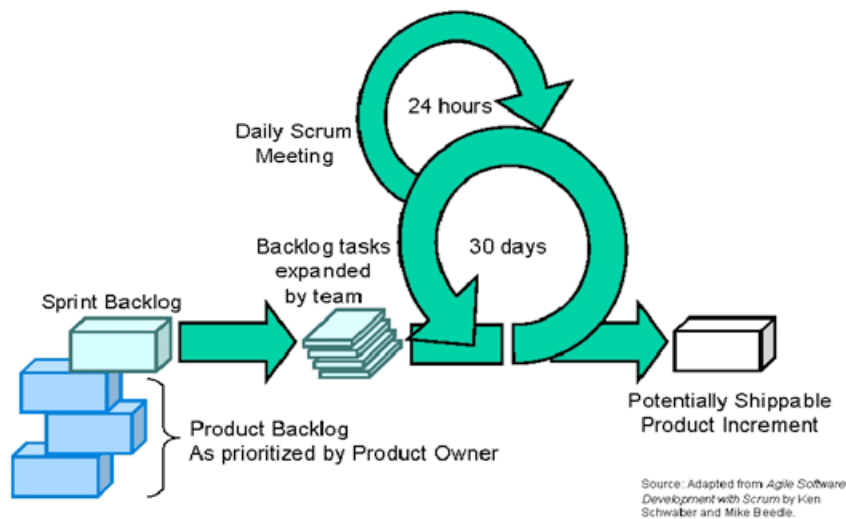 24 hours
Daily Scrum
Meeting
Backlog tasks
expanded
by team
30 days
Sprint Backlog
Potentially Shippable
Product Increment
Product Backlog
As prioritized by Product Owner
Source: Adapted from Agile Software
Development with Scrum by Ken
Schwaber and Mike Beedle.